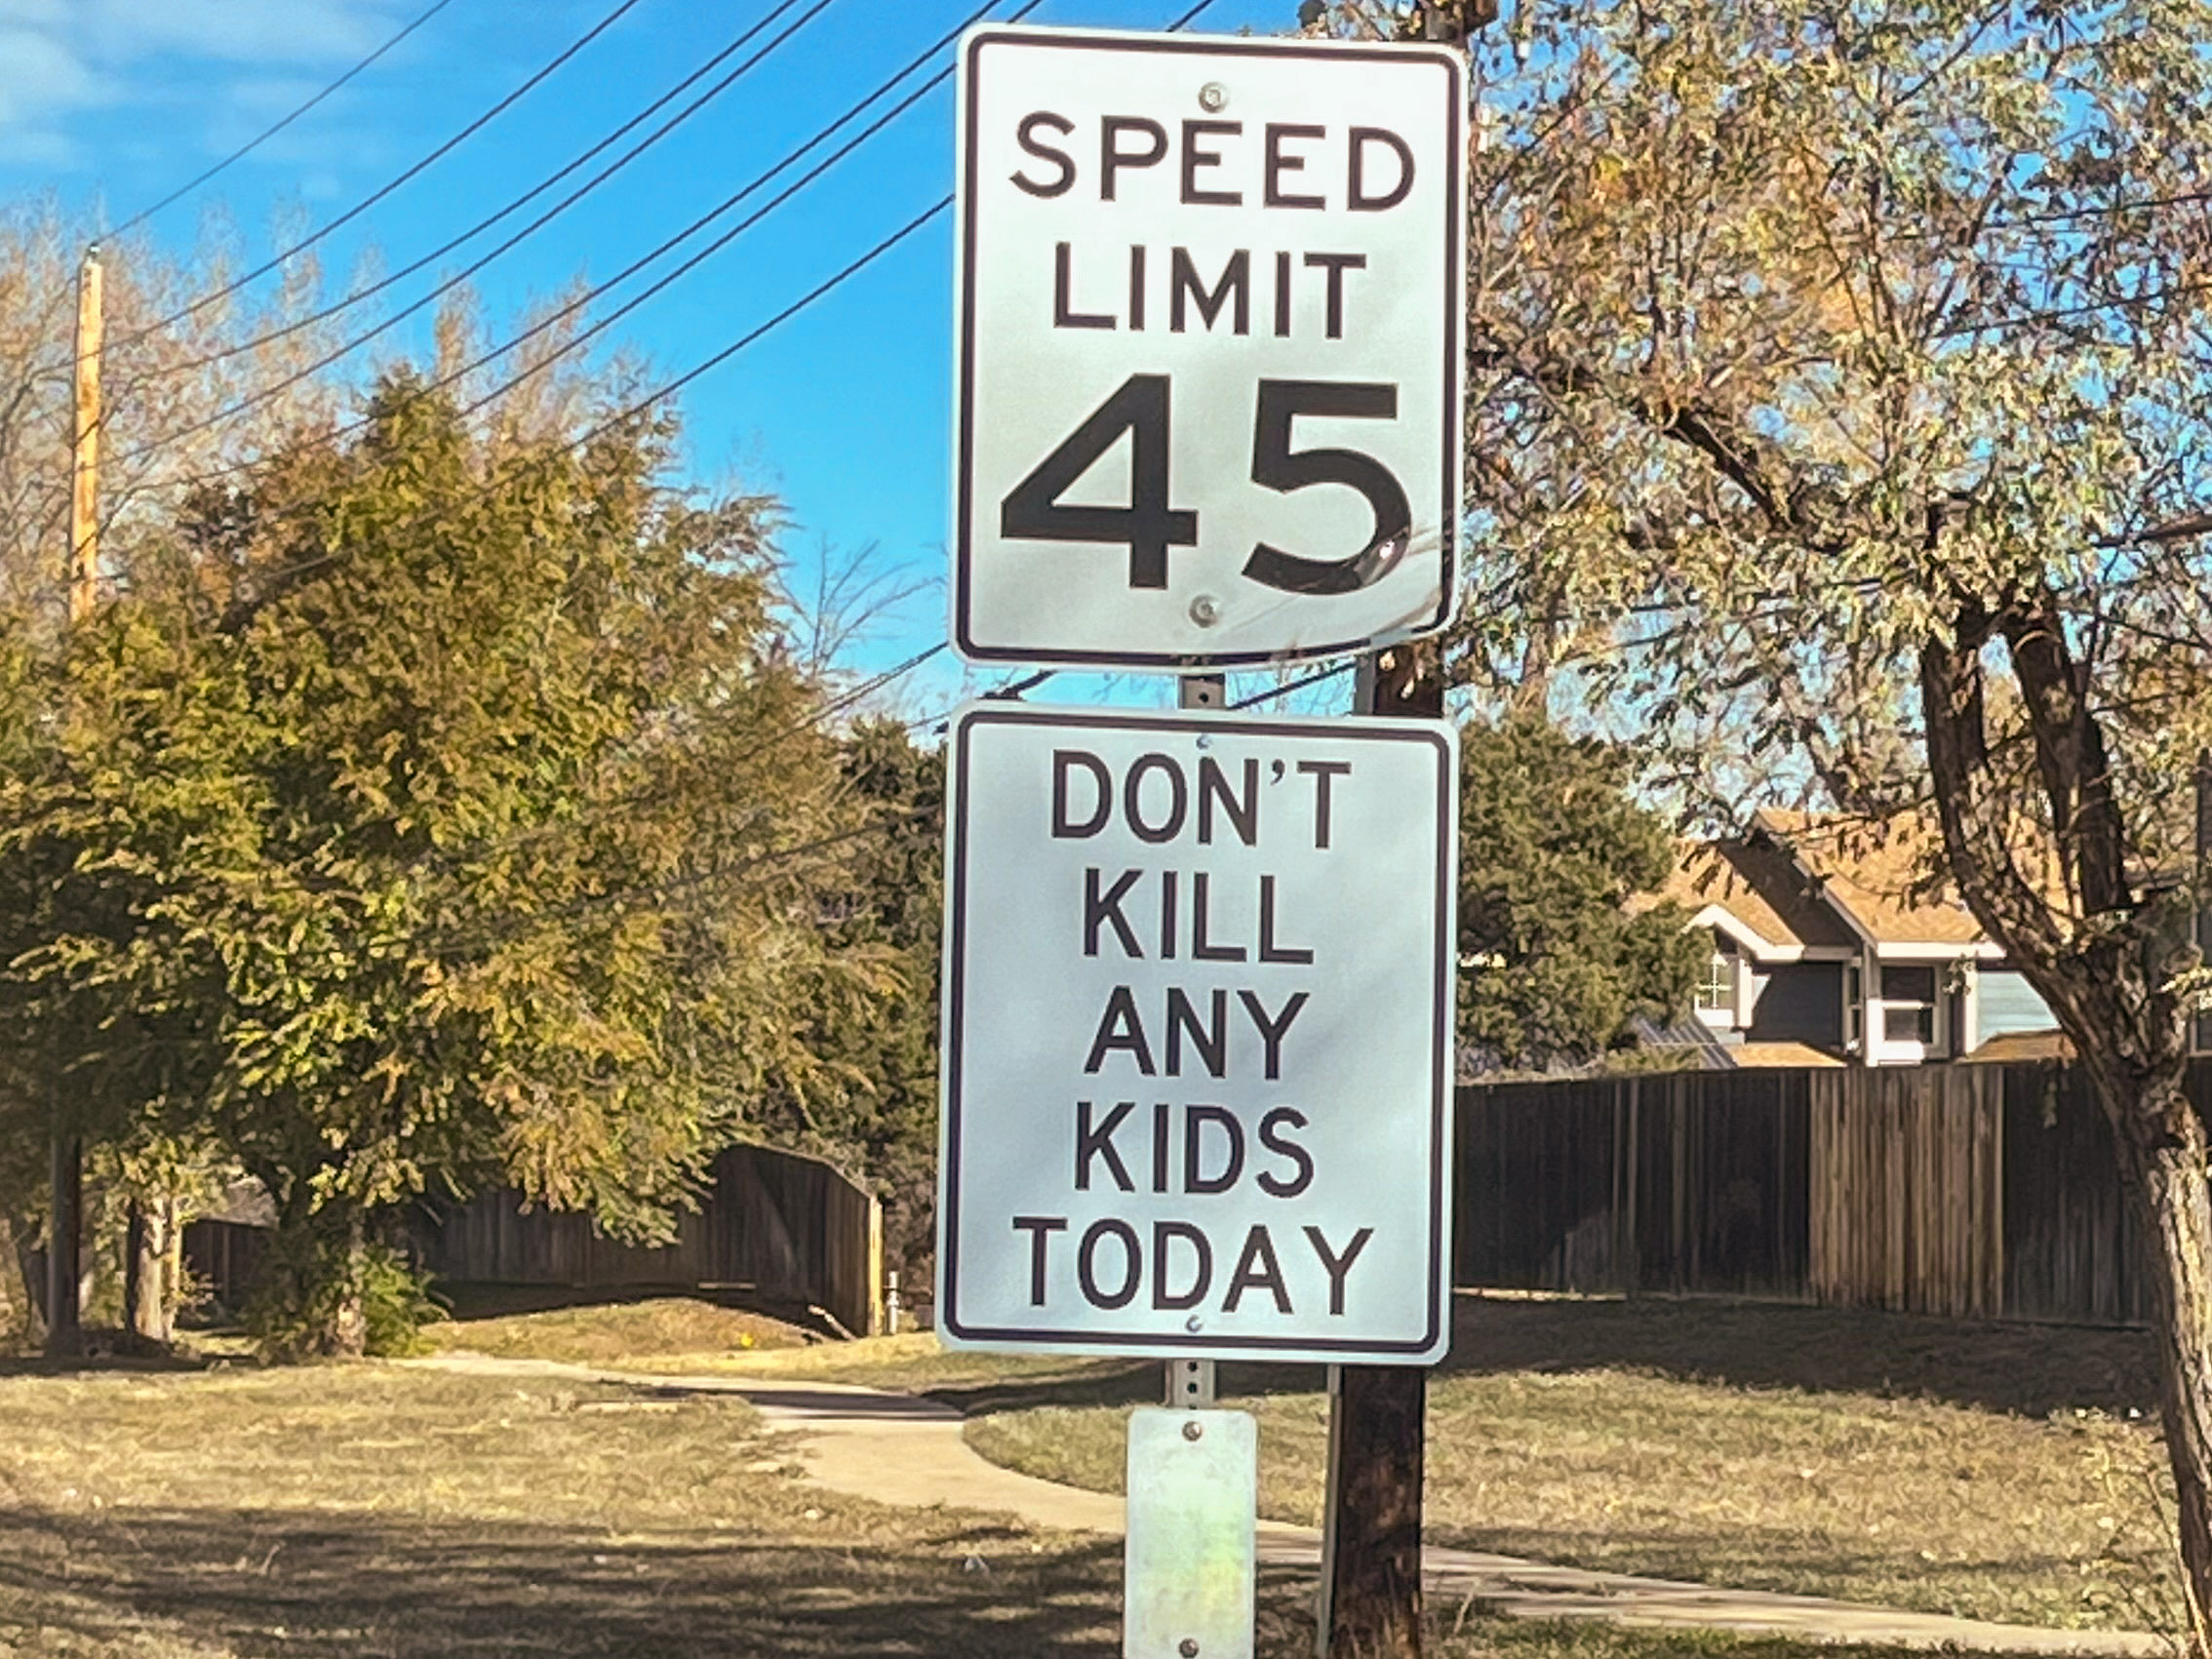 SPEED
LIMIT
45
DON'T
KILL
ANY
KIDS
TODAY